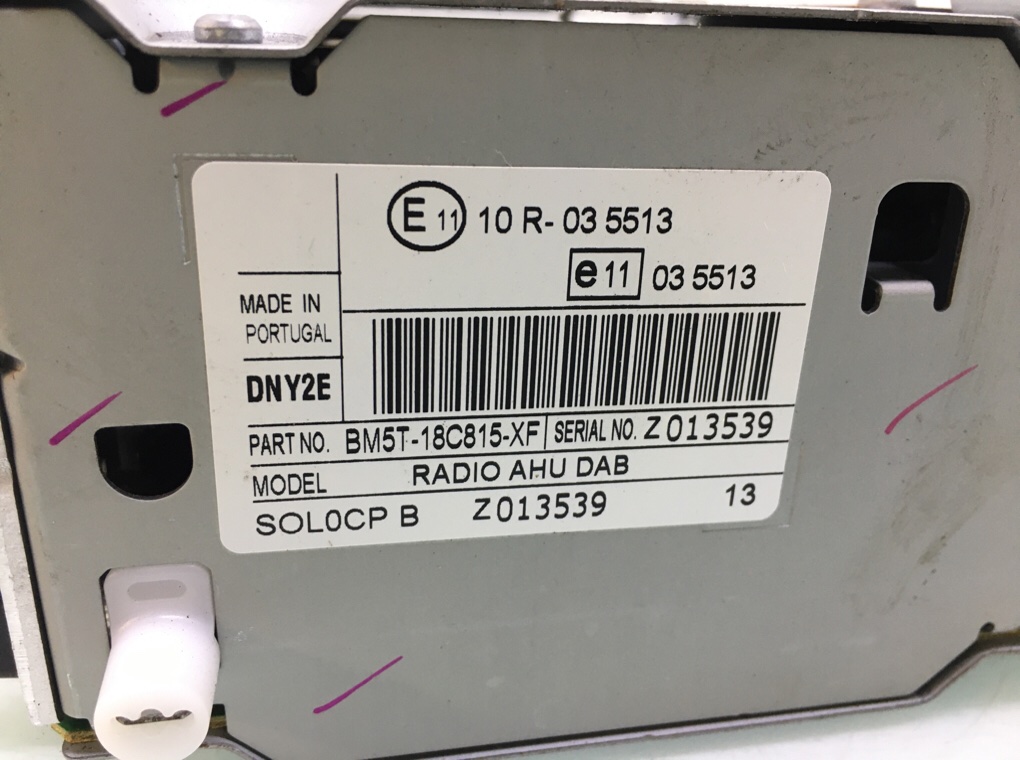 E 11 10 R- 03 5513
e 11 03 5513
MADE IN
PORTUGAL
DNY2E
PART NO. BM5T-18C815-XF SERIAL NO. Z013539
MODEL RADIO AHU DAB
SOL0CP B Z013539 13